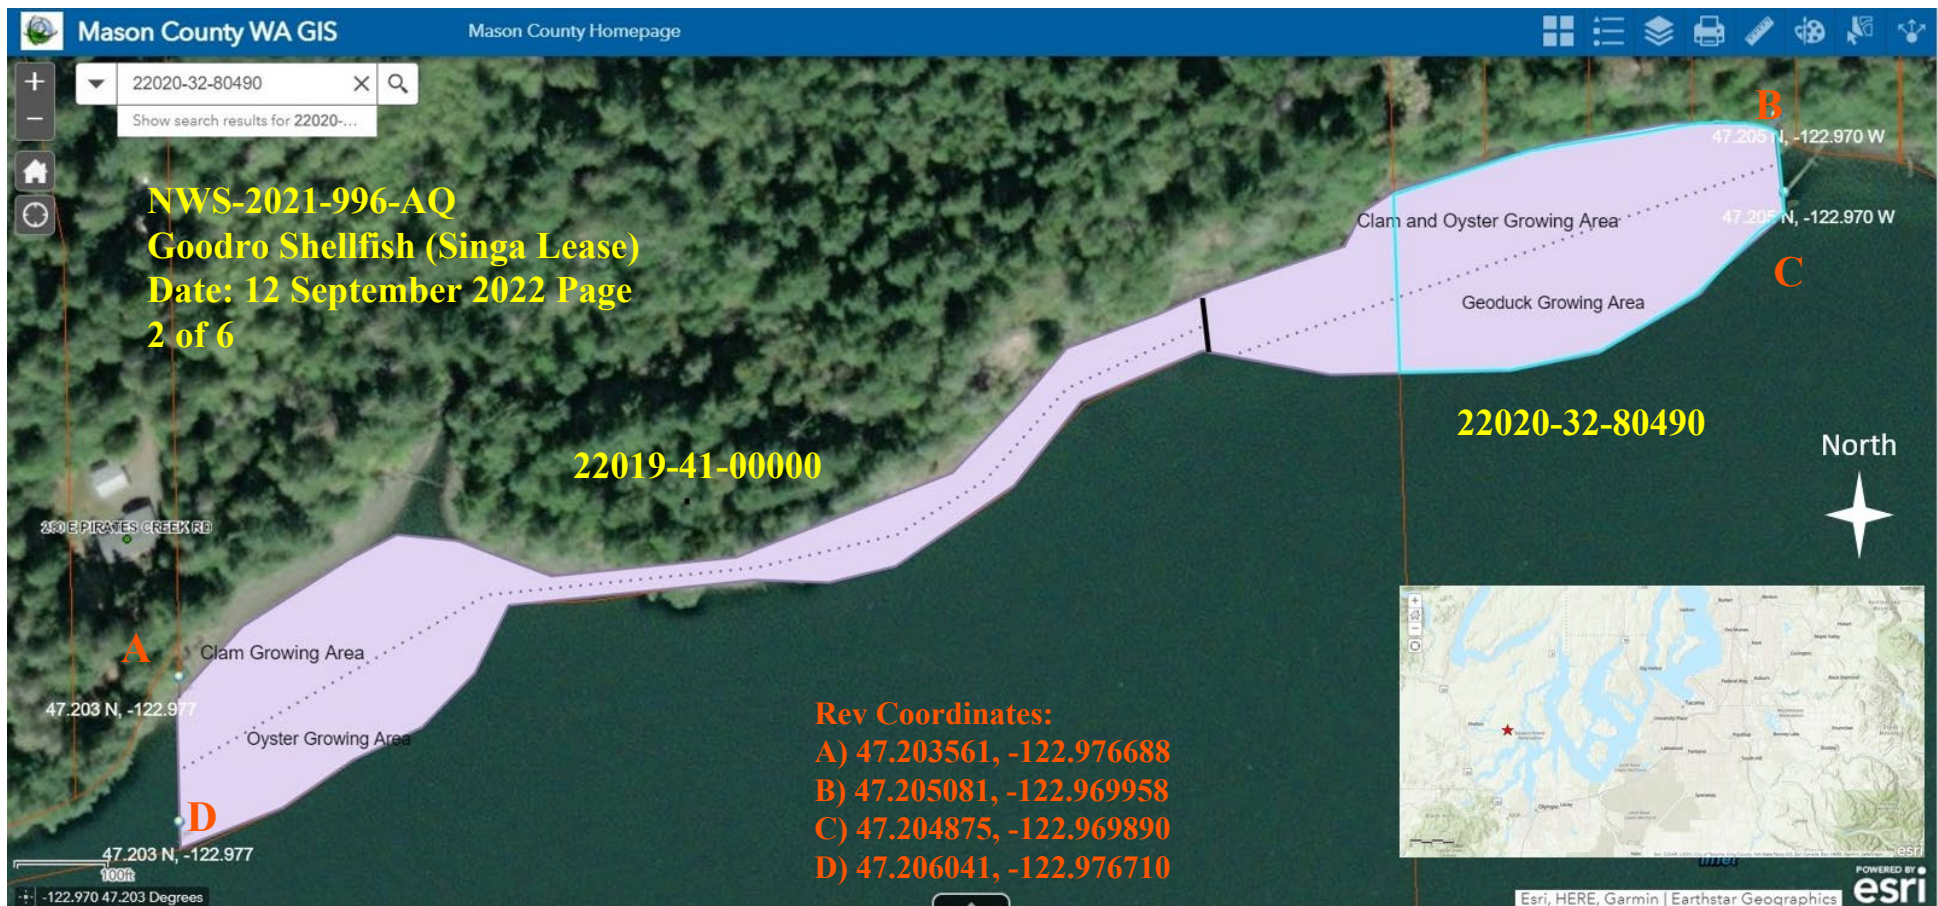 Mason County WA GIS
Mason County Homepage
22020-32-80490
Show search results for 22020-...
NWS-2021-996-AQ
Goodro Shellfish (Singa Lease)
Date: 12 September 2022 Page
2 of 6
B
47.205 N, -122.970 W
Clam and Oyster Growing Area
47.205 N, -122.970 W
C
Geoduck Growing Area
22020-32-80490
22019-41-00000
North
280 E PIRATES CREEK RD
A
Clam Growing Area
47.203 N, -122.977
Oyster Growing Area
D
47.203 N, -122.977
100ft
-122.970 47.203 Degrees
Rev Coordinates:
A) 47.203561, -122.976688
B) 47.205081, -122.969958
C) 47.204875, -122.969890
D) 47.206041, -122.976710
Tacoma
Olympia
Lacey
esri
Inlet
POWERED BY
esri
Esri, HERE, Garmin | Earthstar Geographics